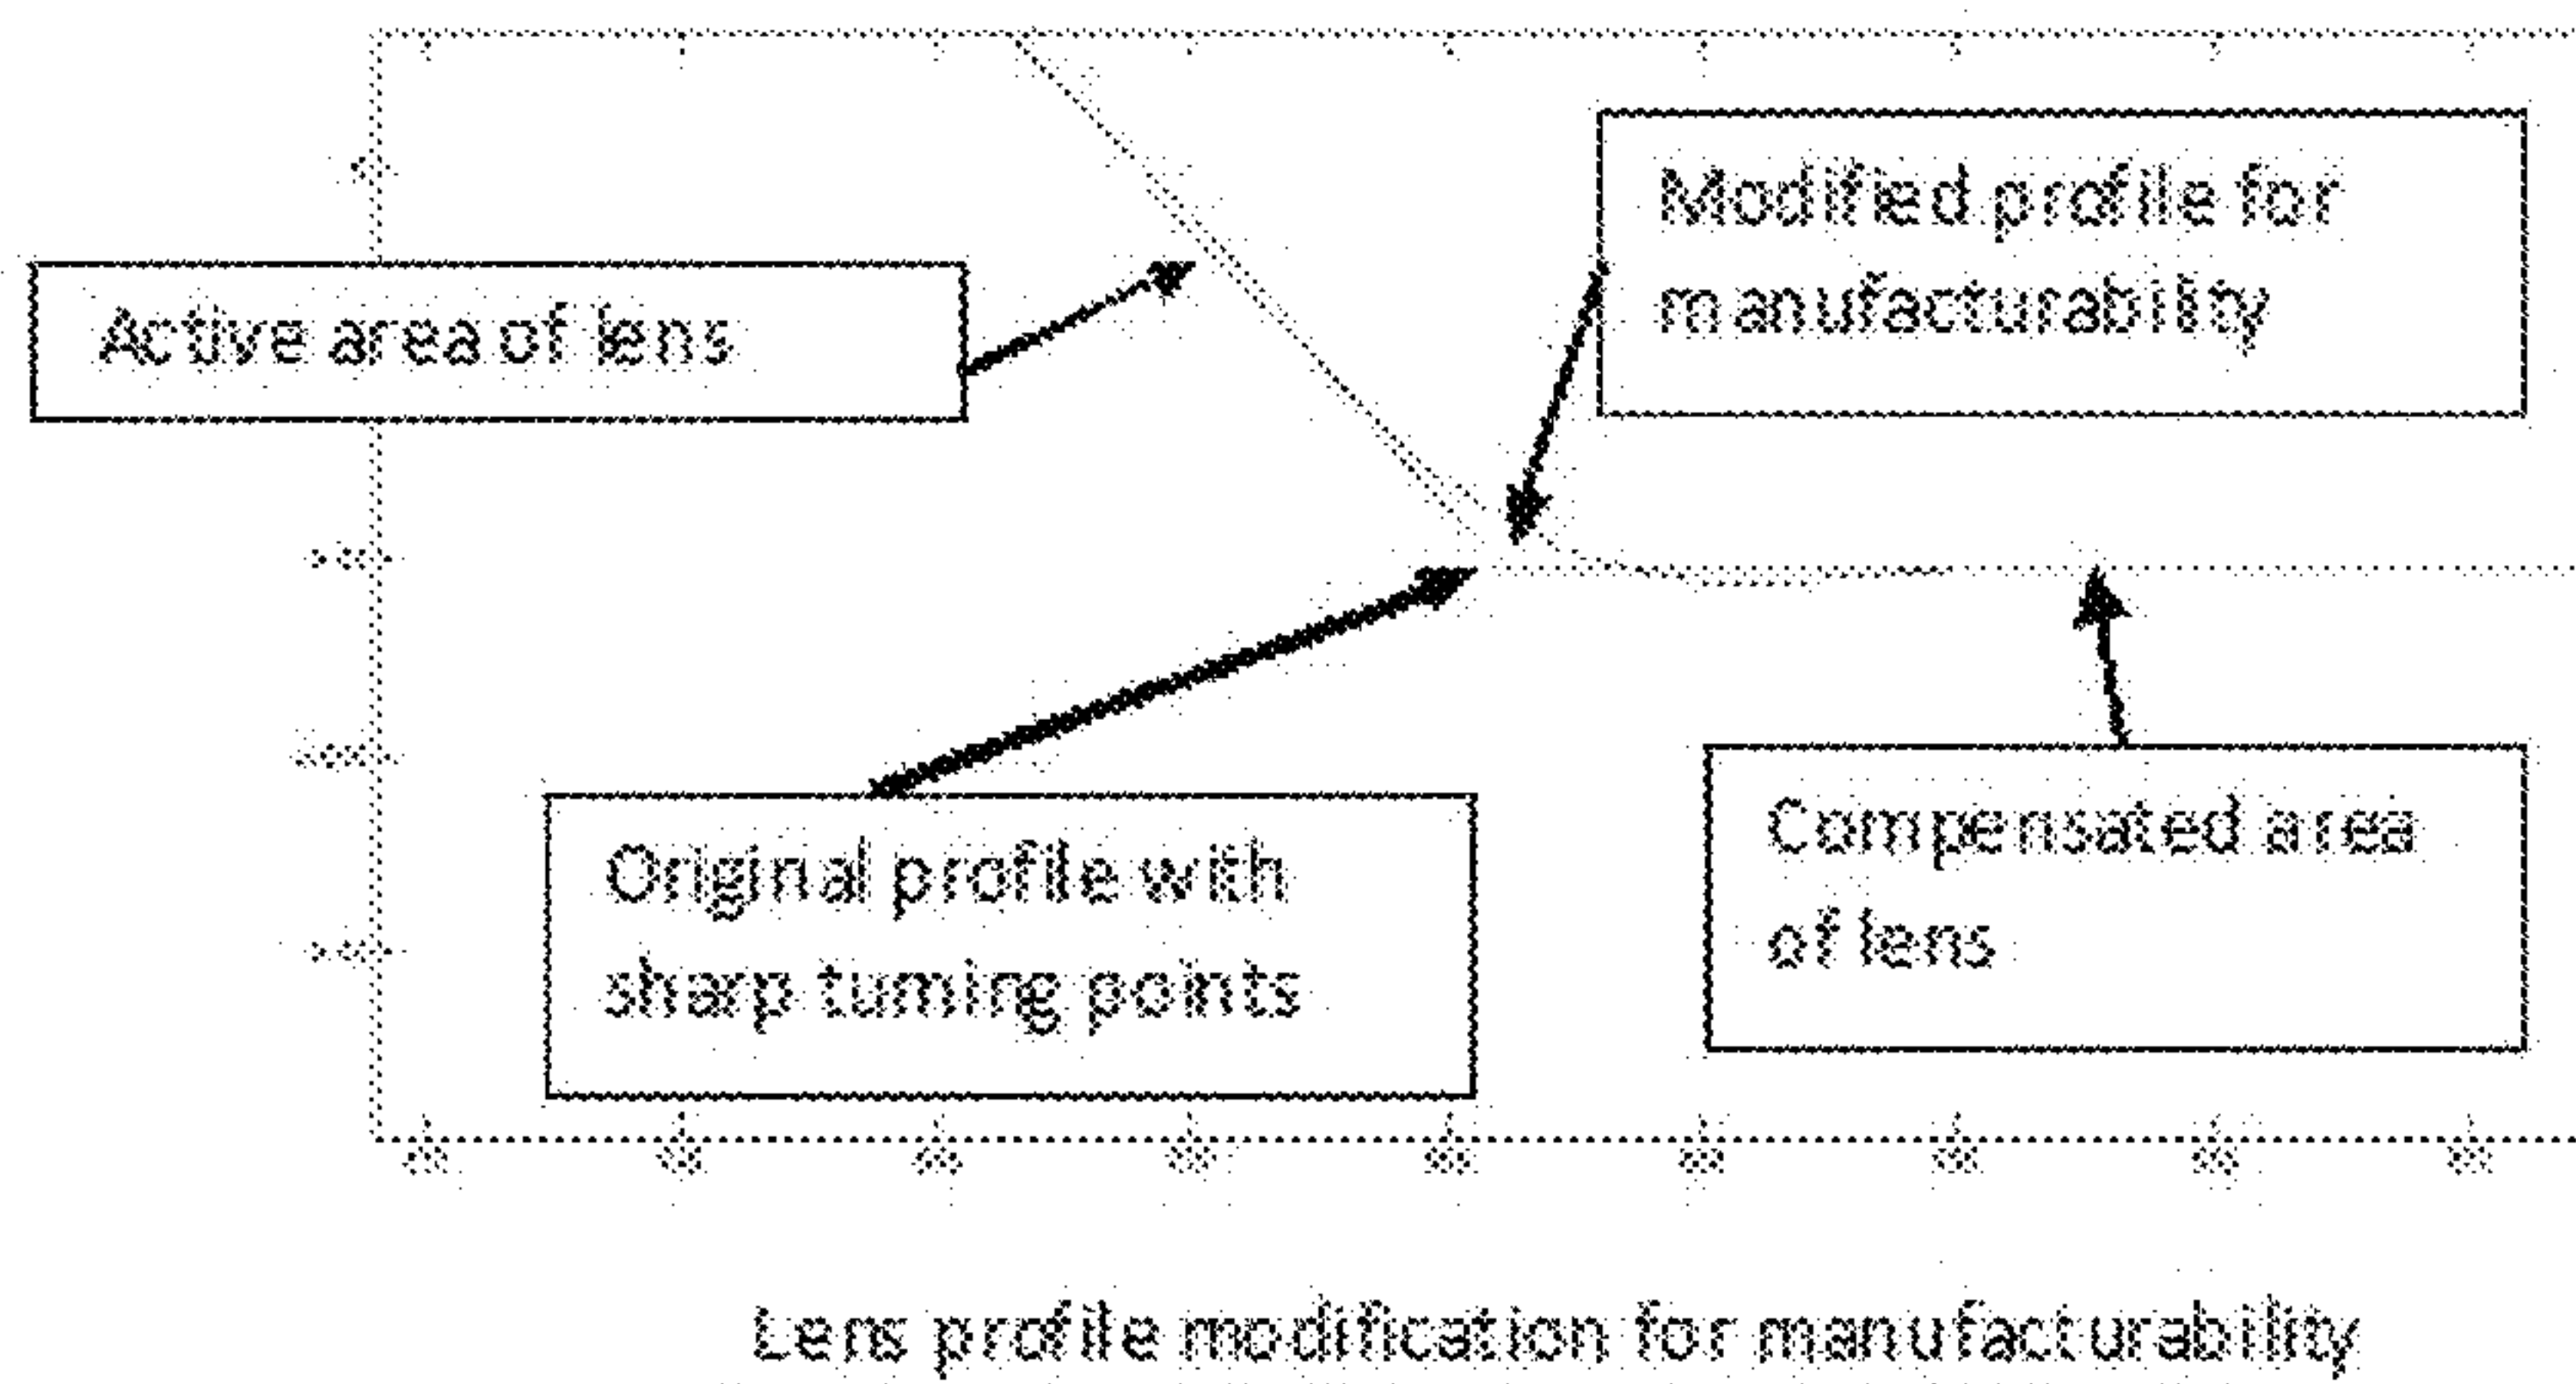 Modified profile for
manufacturability
Active area of lens
Original profile with
sharp turning points
Compensated area
of lens
Lens profile modification for manufacturability